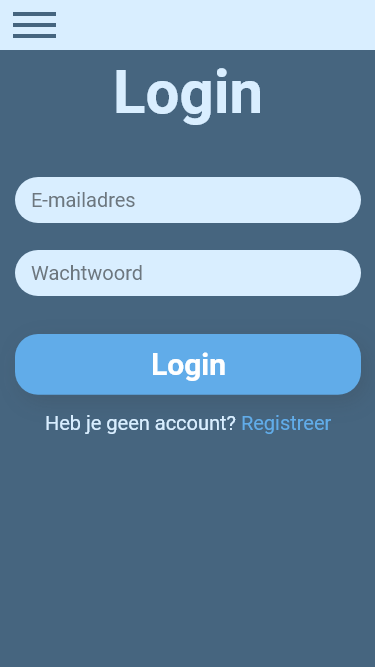 Login
E-mailadres
Wachtwoord
Login
Heb je geen account? Registreer